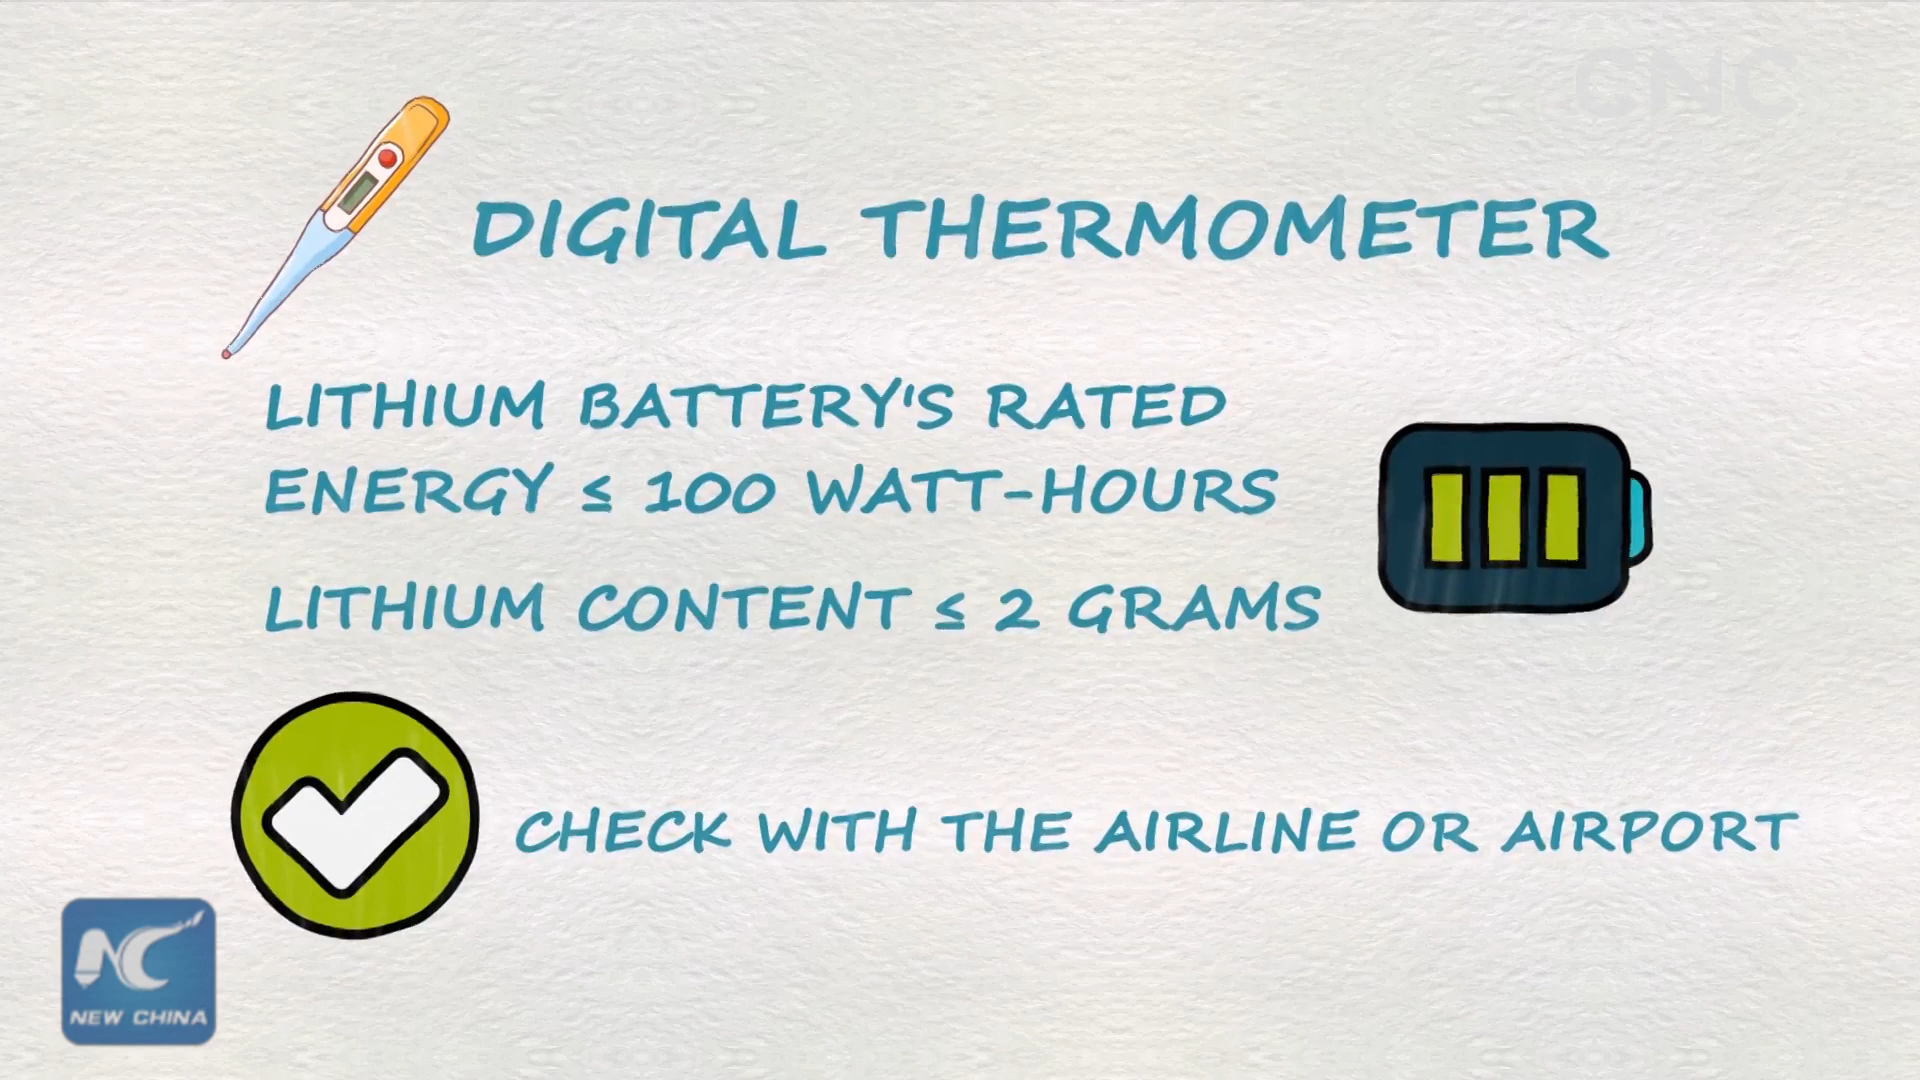 CNC
DIGITAL THERMOMETER
LITHIUM BATTERY'S RATED
ENERGY ≤ 100 WATT-HOURS
LITHIUM CONTENT ≤ 2 GRAMS
CHECK WITH THE AIRLINE OR AIRPORT
NC
NEW CHINA